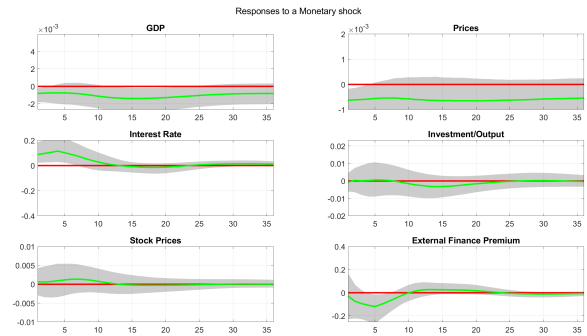 Responses to a Monetary shock
×10⁻³ GDP
4
2
0
-2
5 10 15 20 25 30 35
×10⁻³ Prices
2
1
0
-1
5 10 15 20 25 30 35
Interest Rate
0.2
0
-0.2
-0.4
5 10 15 20 25 30 35
Investment/Output
0.02
0.01
0
-0.01
-0.02
5 10 15 20 25 30 35
Stock Prices
0.01
0.005
0
-0.005
-0.01
5 10 15 20 25 30 35
External Finance Premium
0.4
0.2
0
-0.2
5 10 15 20 25 30 35